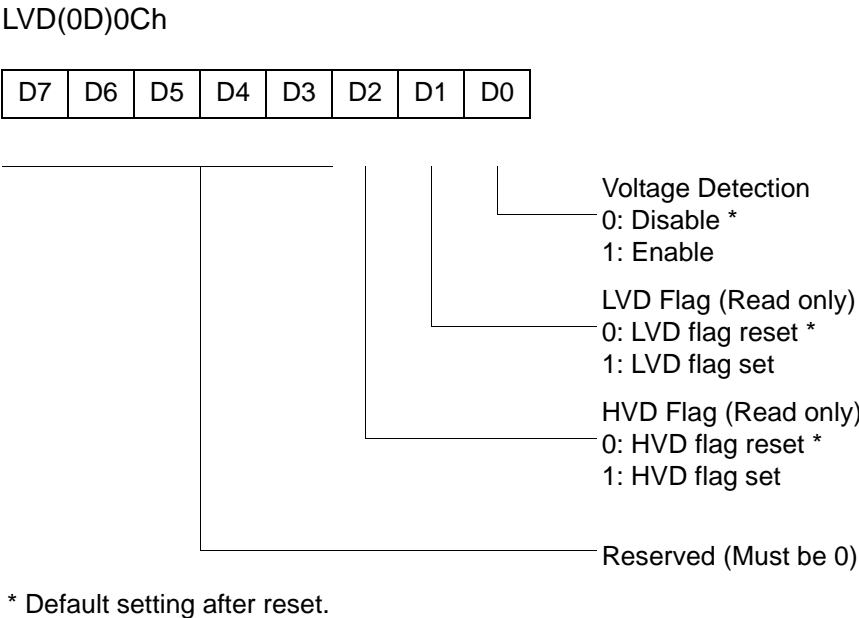 LVD(0D)0Ch
D7 D6 D5 D4 D3 D2 D1 D0
Voltage Detection
0: Disable *
1: Enable
LVD Flag (Read only)
0: LVD flag reset *
1: LVD flag set
HVD Flag (Read only)
0: HVD flag reset *
1: HVD flag set
Reserved (Must be 0)
* Default setting after reset.